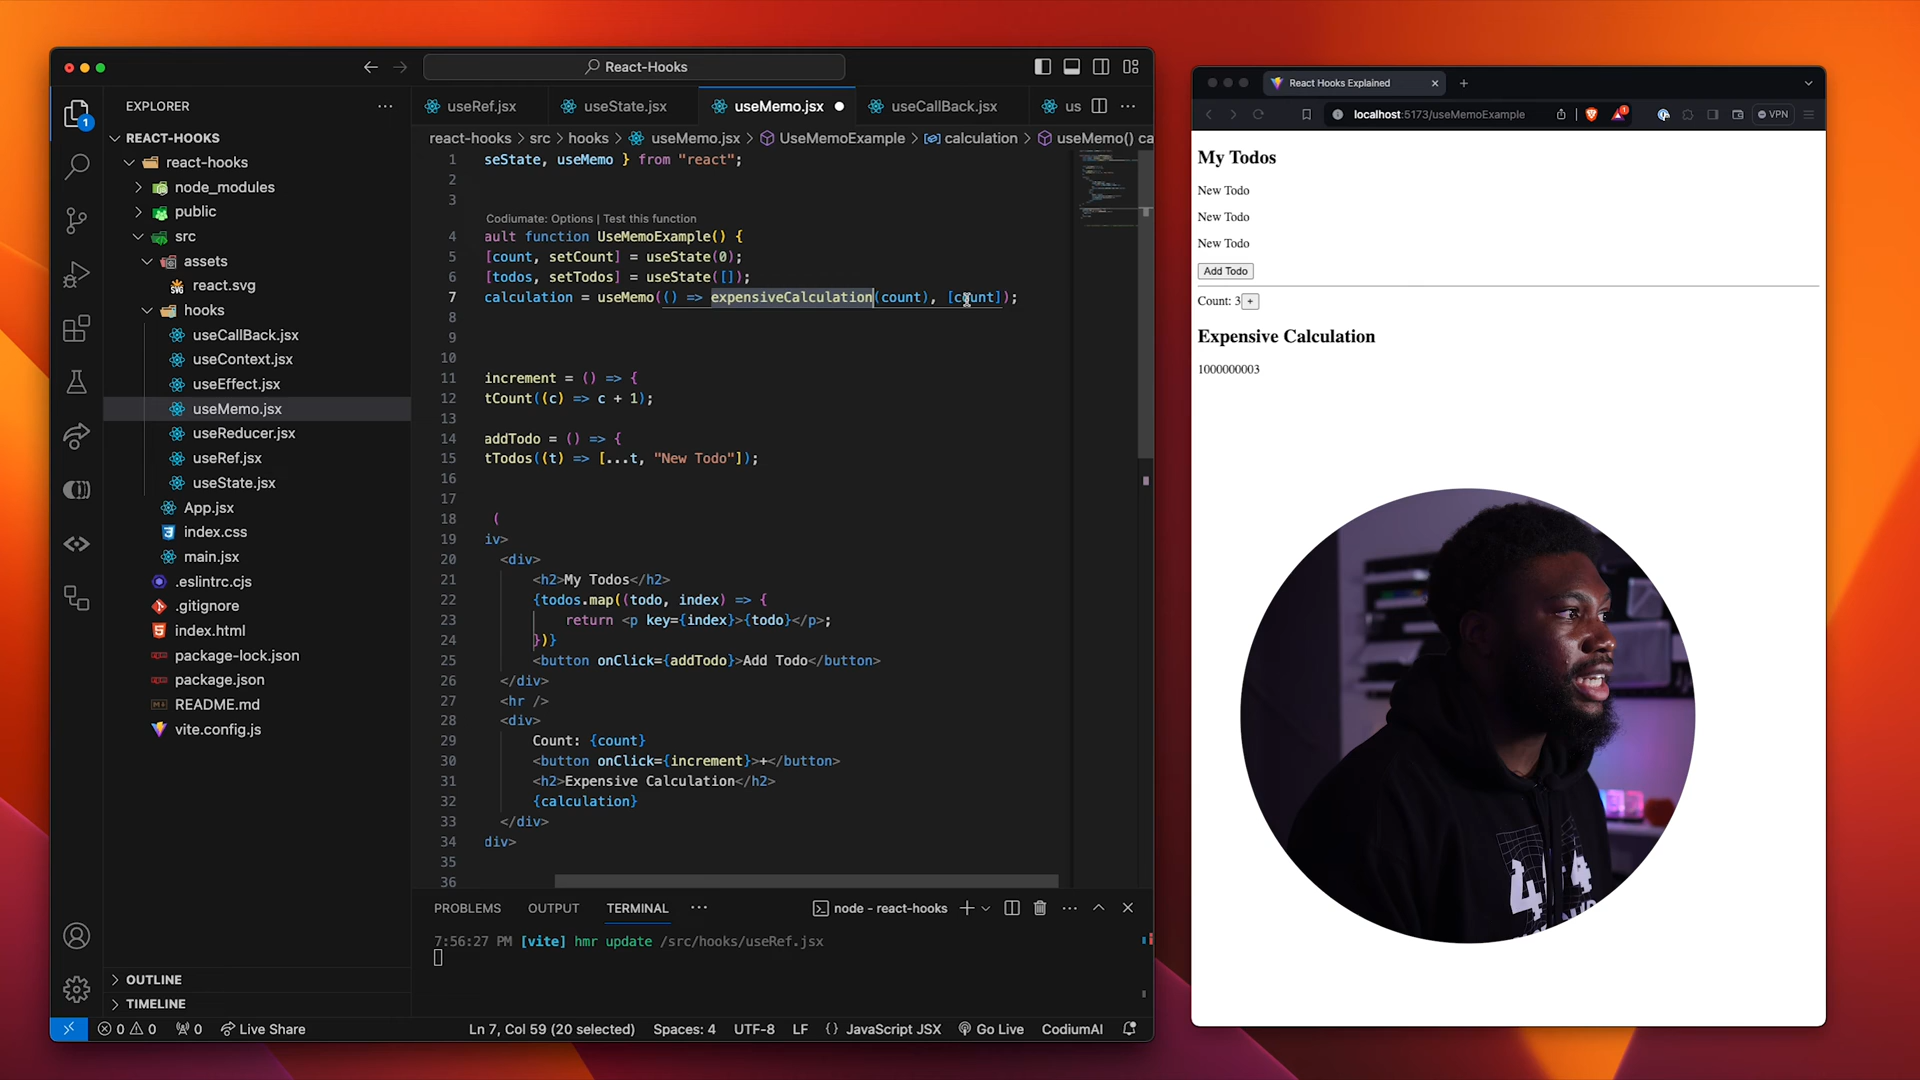 React-Hooks
EXPLORER
REACT-HOOKS
react-hooks
node_modules
public
src
assets
react.svg
hooks
useCallBack.jsx
useContext.jsx
useEffect.jsx
useMemo.jsx
useReducer.jsx
useRef.jsx
useState.jsx
App.jsx
index.css
main.jsx
.eslintrc.cjs
.gitignore
index.html
package-lock.json
package.json
README.md
vite.config.js
OUTLINE
TIMELINE
useRef.jsx useState.jsx useMemo.jsx useCallBack.jsx us
react-hooks > src > hooks > useMemo.jsx > UseMemoExample > calculation > useMemo() ca
1 seState, useMemo } from "react";
2
3
Codiumate: Options | Test this function
4 ault function UseMemoExample() {
5 [count, setCount] = useState(0);
6 [todos, setTodos] = useState([]);
7 calculation = useMemo(() => expensiveCalculation(count), [count]);
8
9
10
11 increment = () => {
12 tCount((c) => c + 1);
13
14 addTodo = () => {
15 tTodos((t) => [...t, "New Todo"]);
16
17
18 (
19 iv>
20 <div>
21 <h2>My Todos</h2>
22 {todos.map((todo, index) => {
23 return <p key={index}>{todo}</p>;
24 })}
25 <button onClick={addTodo}>Add Todo</button>
26 </div>
27 <hr />
28 <div>
29 Count: {count}
30 <button onClick={increment}>+</button>
31 <h2>Expensive Calculation</h2>
32 {calculation}
33 </div>
34 div>
35
36
PROBLEMS OUTPUT TERMINAL node - react-hooks
7:56:27 PM [vite] hmr update /src/hooks/useRef.jsx
0 0 0 Live Share Ln 7, Col 59 (20 selected) Spaces: 4 UTF-8 LF {} JavaScript JSX Go Live CodiumAI
React Hooks Explained
localhost:5173/useMemoExample VPN
My Todos
New Todo
New Todo
New Todo
Add Todo
Count: 3 +
Expensive Calculation
1000000003